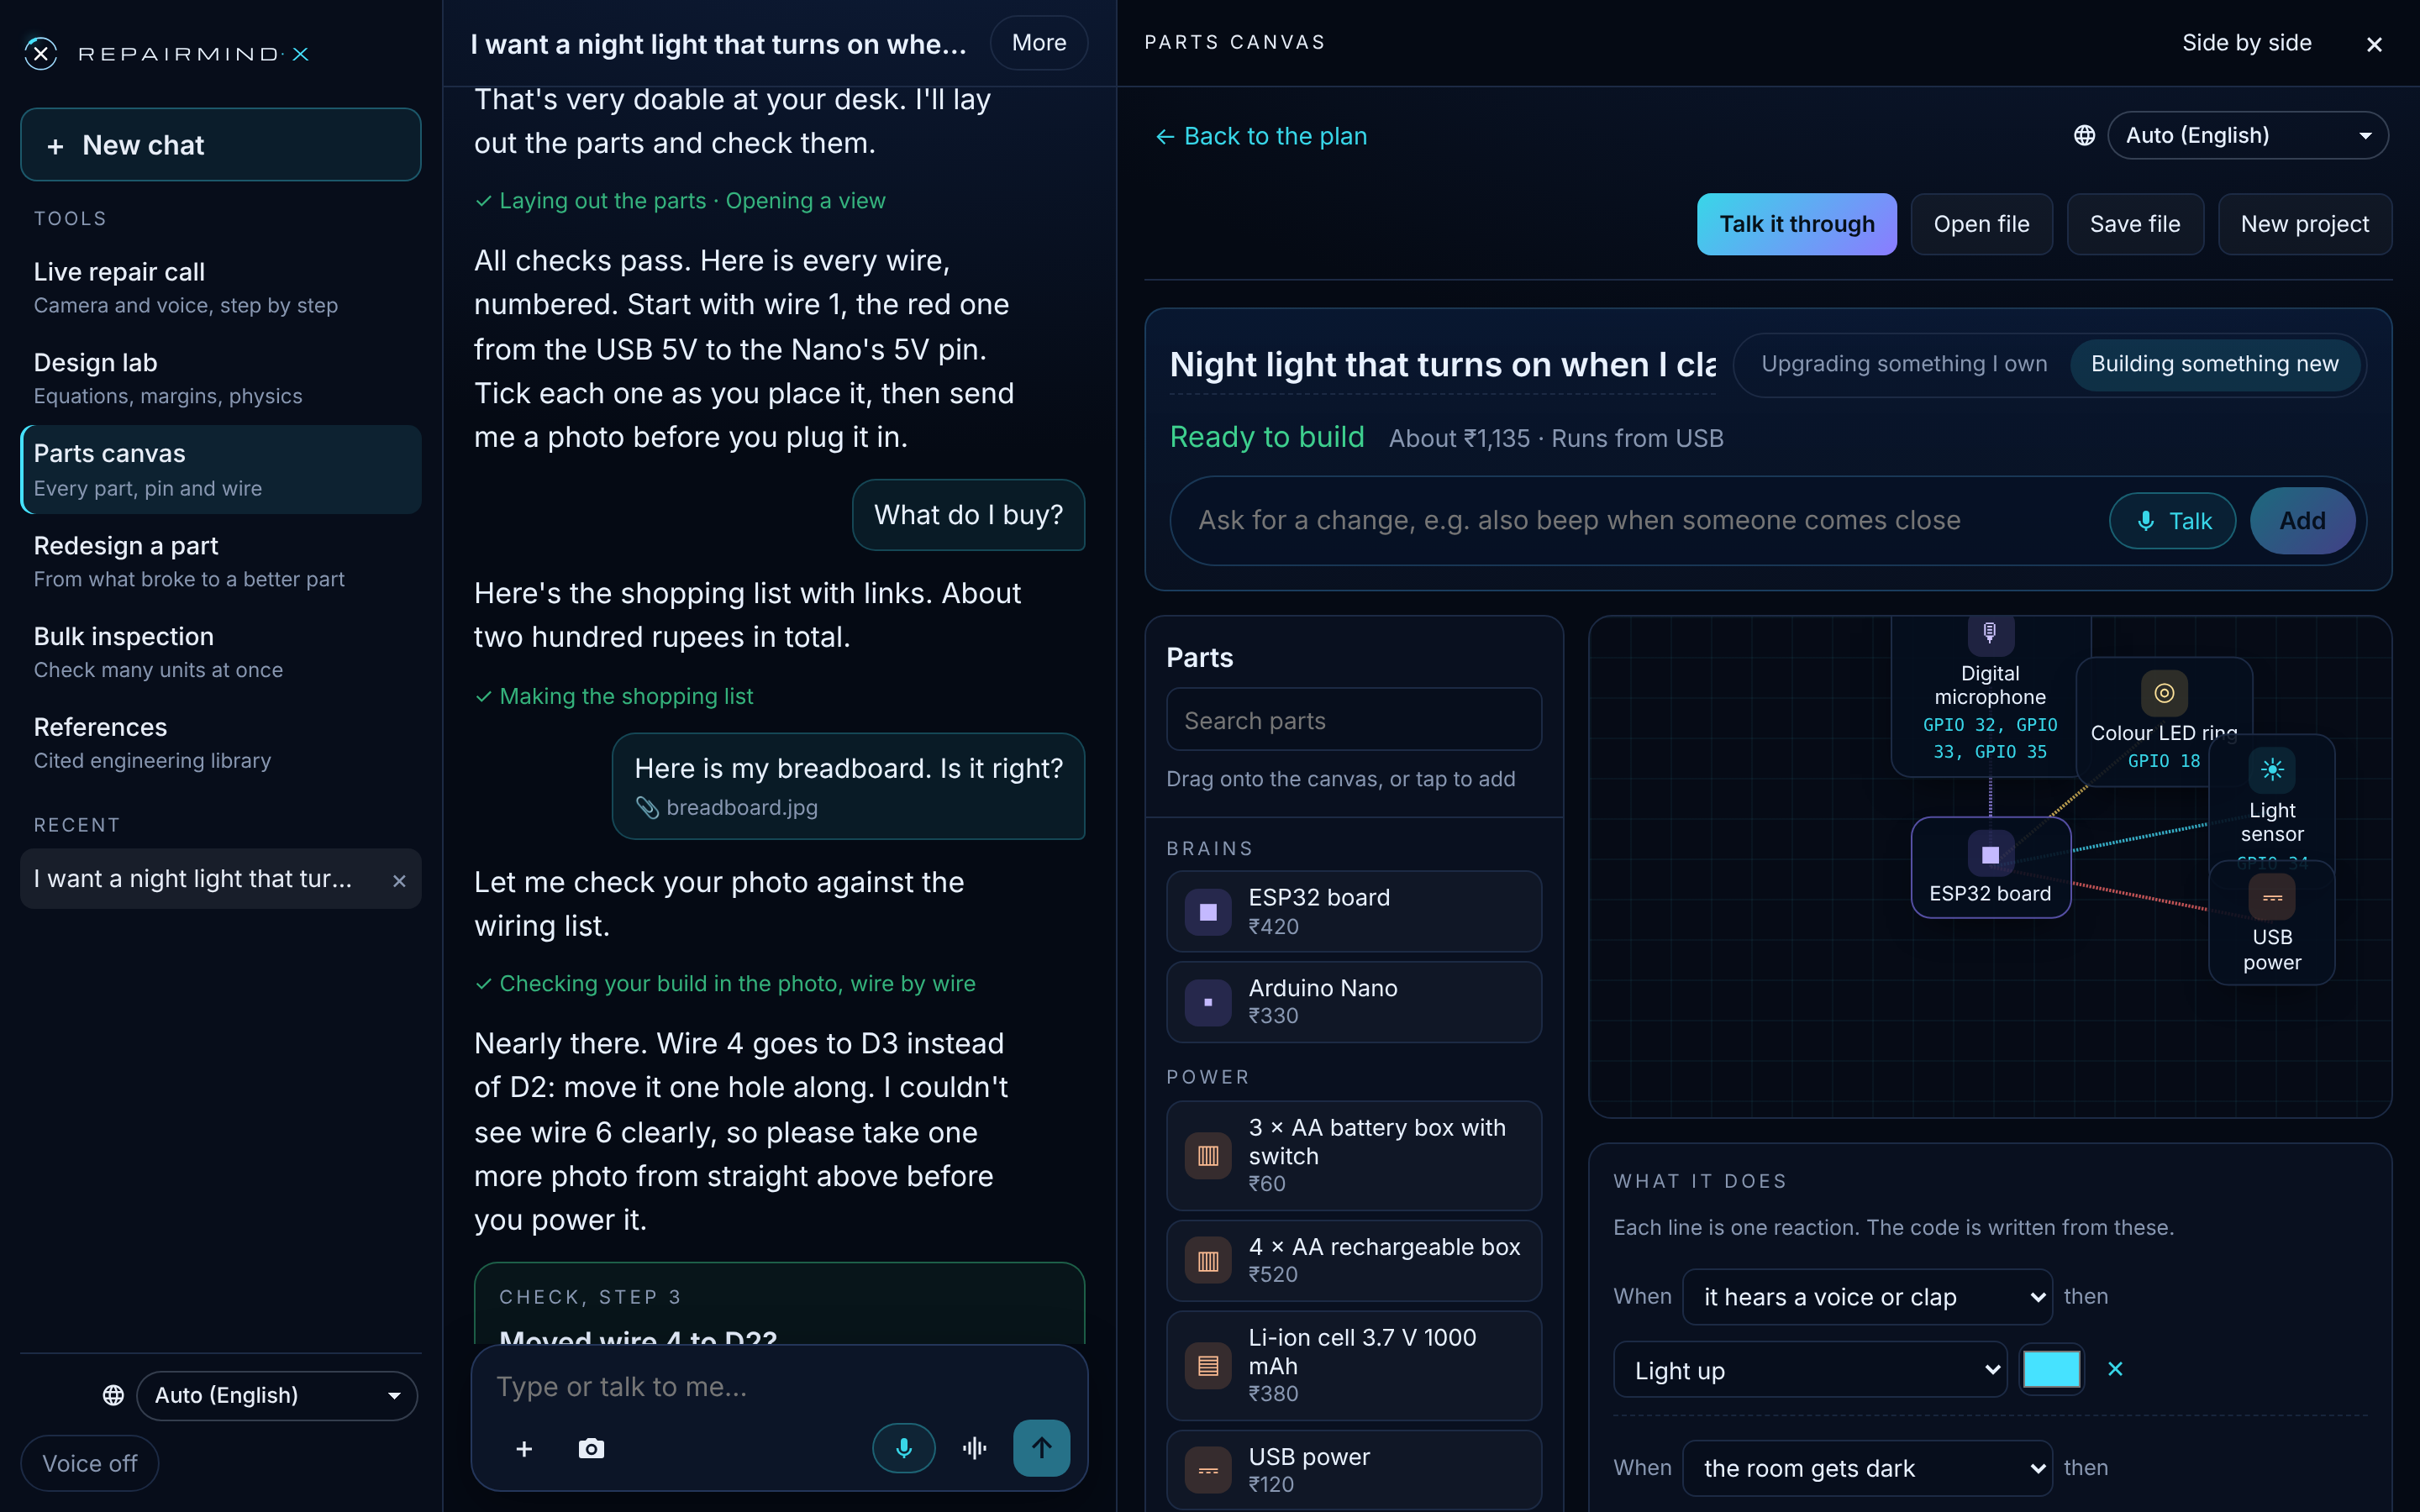 REPAIRMIND·X
+ New chat
TOOLS
Live repair call
Camera and voice, step by step
Design lab
Equations, margins, physics
Parts canvas
Every part, pin and wire
Redesign a part
From what broke to a better part
Bulk inspection
Check many units at once
References
Cited engineering library
RECENT
I want a night light that tur... ×
Auto (English)
Voice off
I want a night light that turns on whe...
More
That's very doable at your desk. I'll lay
out the parts and check them.
✓ Laying out the parts · Opening a view
All checks pass. Here is every wire,
numbered. Start with wire 1, the red one
from the USB 5V to the Nano's 5V pin.
Tick each one as you place it, then send
me a photo before you plug it in.
What do I buy?
Here's the shopping list with links. About
two hundred rupees in total.
✓ Making the shopping list
Here is my breadboard. Is it right?
breadboard.jpg
Let me check your photo against the
wiring list.
✓ Checking your build in the photo, wire by wire
Nearly there. Wire 4 goes to D3 instead
of D2: move it one hole along. I couldn't
see wire 6 clearly, so please take one
more photo from straight above before
you power it.
CHECK, STEP 3
Moved wire 4 to D2?
Type or talk to me...
PARTS CANVAS
Side by side ×
← Back to the plan
Auto (English)
Talk it through
Open file
Save file
New project
Night light that turns on when I cla
Upgrading something I own
Building something new
Ready to build
About ₹1,135 · Runs from USB
Ask for a change, e.g. also beep when someone comes close
Talk
Add
Parts
Search parts
Drag onto the canvas, or tap to add
BRAINS
ESP32 board
₹420
Arduino Nano
₹330
POWER
3 × AA battery box with
switch
₹60
4 × AA rechargeable box
₹520
Li-ion cell 3.7 V 1000
mAh
₹380
USB power
₹120
Digital
microphone
GPIO 32, GPIO
33, GPIO 35
Colour LED ring
GPIO 18
Light
sensor
GPIO 34
ESP32 board
USB
power
WHAT IT DOES
Each line is one reaction. The code is written from these.
When it hears a voice or clap then
Light up ×
When the room gets dark then